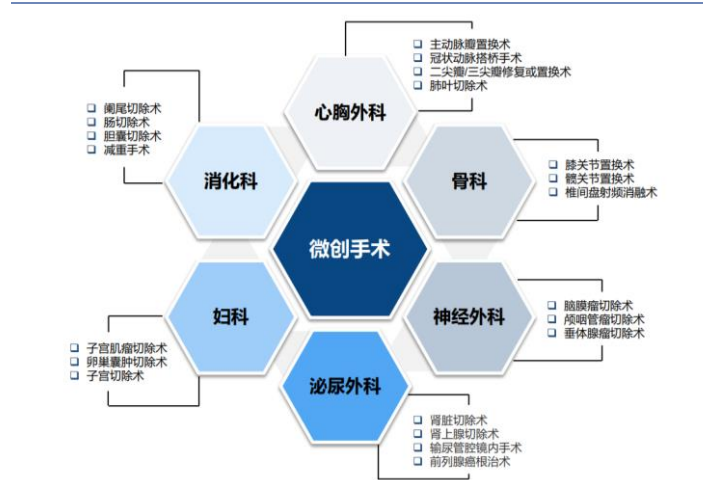 主动脉瓣置换术
冠状动脉搭桥手术
二尖瓣/三尖瓣修复或置换术
肺叶切除术
心胸外科
阑尾切除术
肠切除术
胆囊切除术
减重手术
消化科
骨科
膝关节置换术
髋关节置换术
椎间盘射频消融术
微创手术
妇科
子宫肌瘤切除术
卵巢囊肿切除术
子宫切除术
神经外科
脑膜瘤切除术
颅咽管瘤切除术
垂体腺瘤切除术
泌尿外科
肾脏切除术
肾上腺切除术
输尿管腔镜内手术
前列腺癌根治术